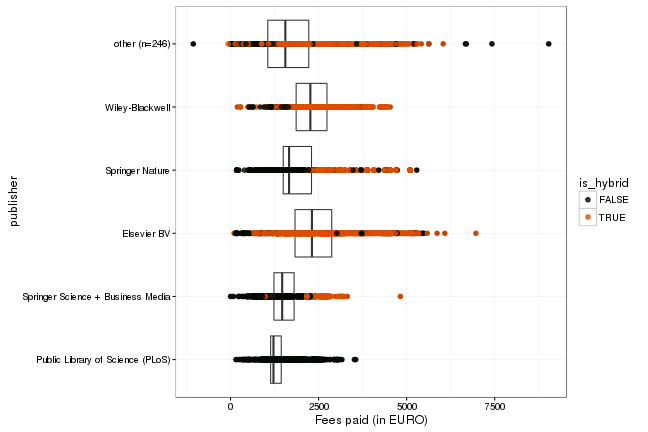 other (n=246)
Wiley-Blackwell
Springer Nature
Elsevier BV
Springer Science + Business Media
Public Library of Science (PLoS)
publisher
0 2500 5000 7500
Fees paid (in EURO)
is_hybrid
FALSE
TRUE